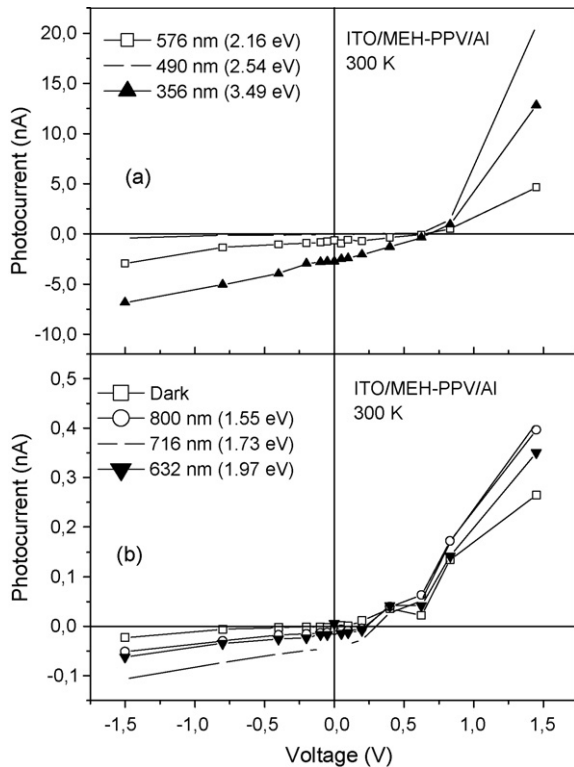 20,0
15,0
10,0
5,0
0,0
-5,0
-10,0
Photocurrent (nA)
576 nm (2.16 eV)
490 nm (2.54 eV)
356 nm (3.49 eV)
ITO/MEH-PPV/Al
300 K
(a)
0,5
0,4
0,3
0,2
0,1
0,0
-0,1
Photocurrent (nA)
Dark
800 nm (1.55 eV)
716 nm (1.73 eV)
632 nm (1.97 eV)
ITO/MEH-PPV/Al
300 K
(b)
-1,5 -1,0 -0,5 0,0 0,5 1,0 1,5
Voltage (V)